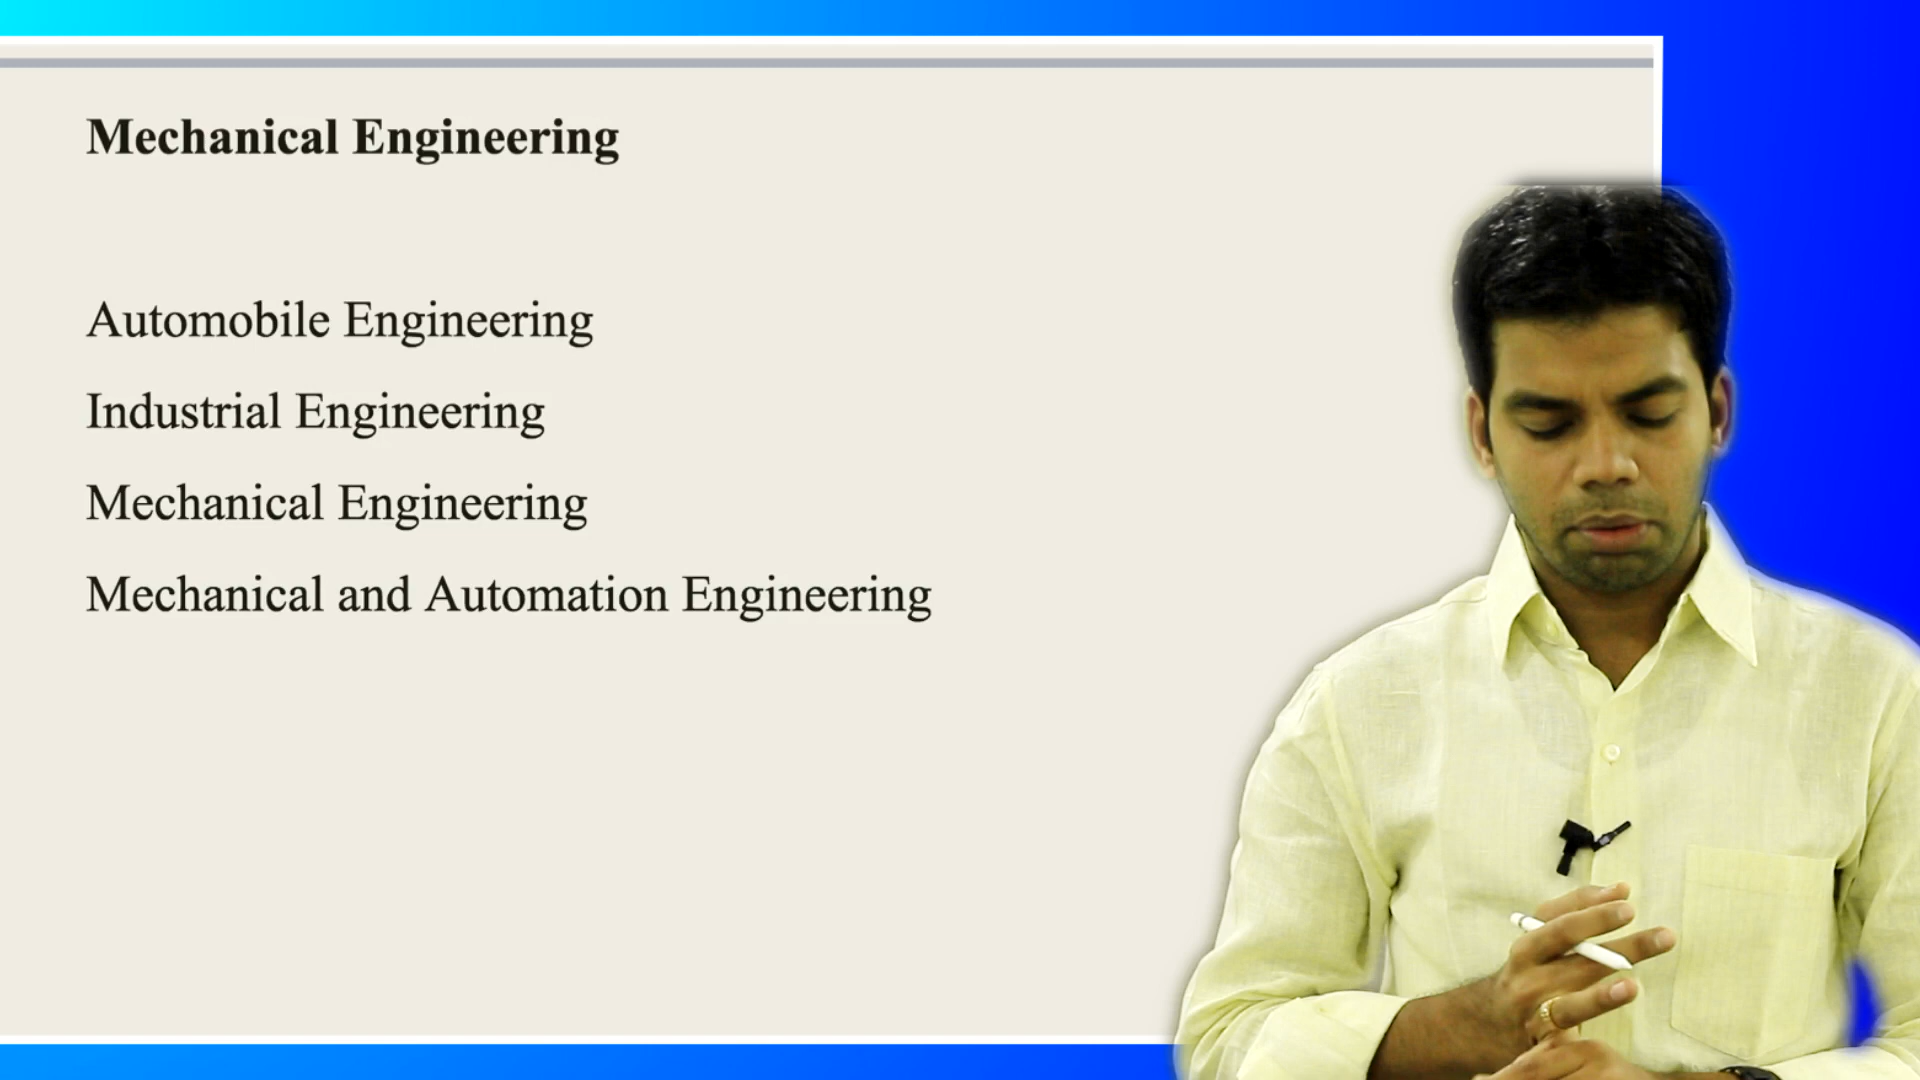 Mechanical Engineering
Automobile Engineering
Industrial Engineering
Mechanical Engineering
Mechanical and Automation Engineering